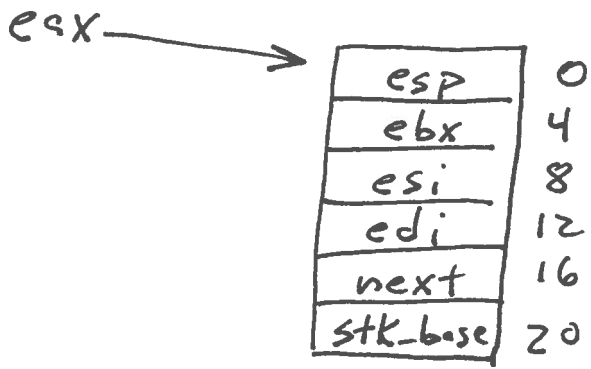 eax
esp 0
ebx 4
esi 8
edi 12
next 16
stk_base 20